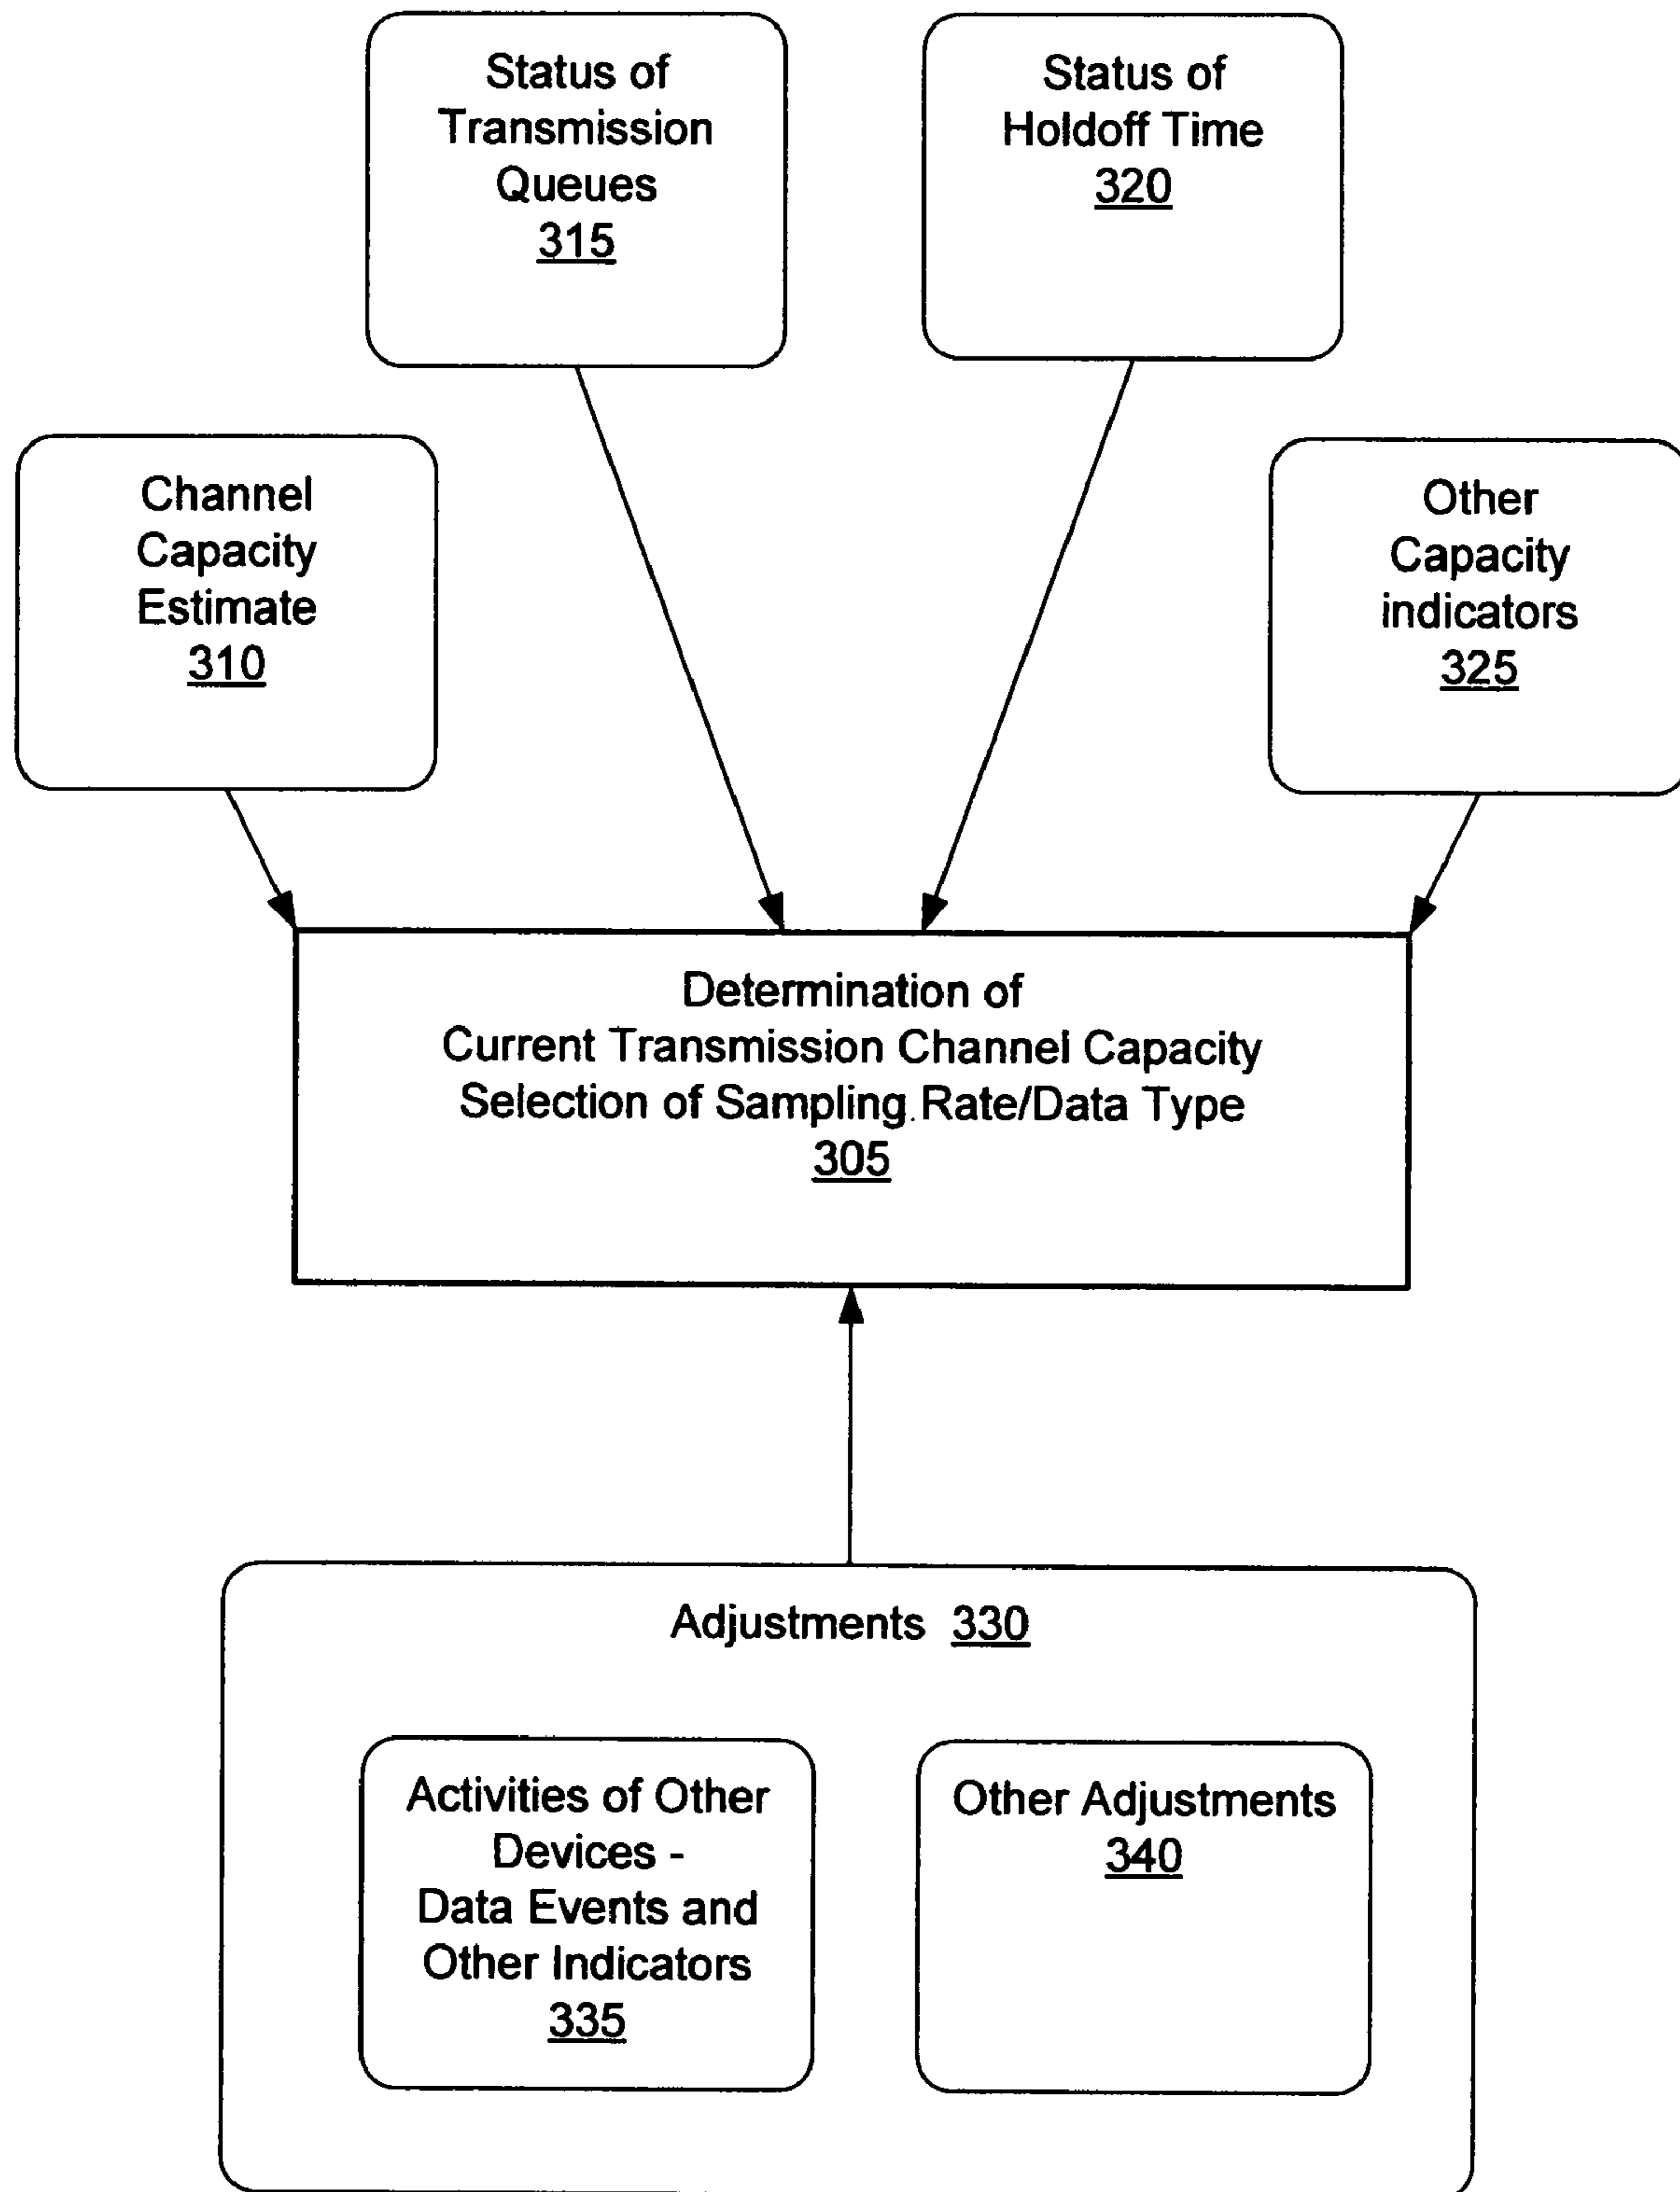 Status of
Transmission
Queues
315
Status of
Holdoff Time
320
Channel
Capacity
Estimate
310
Other
Capacity
indicators
325
Determination of
Current Transmission Channel Capacity
Selection of Sampling Rate/Data Type
305
Adjustments 330
Activities of Other
Devices -
Data Events and
Other Indicators
335
Other Adjustments
340